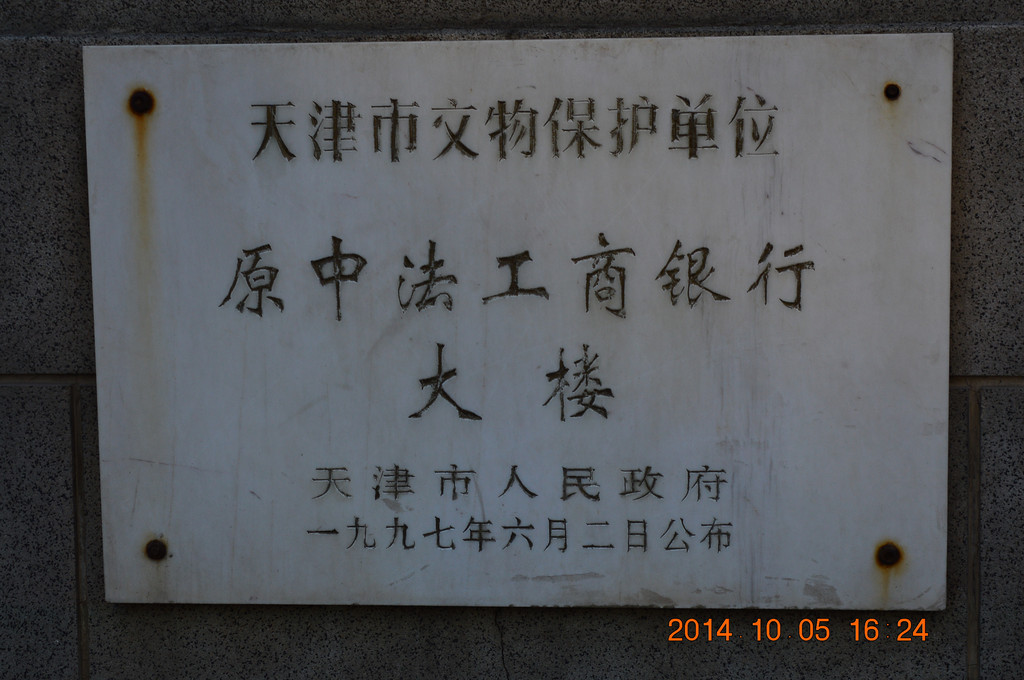 天津市文物保护单位
原中法工商银行
大楼
天津市人民政府
一九九七年六月二日公布
2014 10 05 16 24